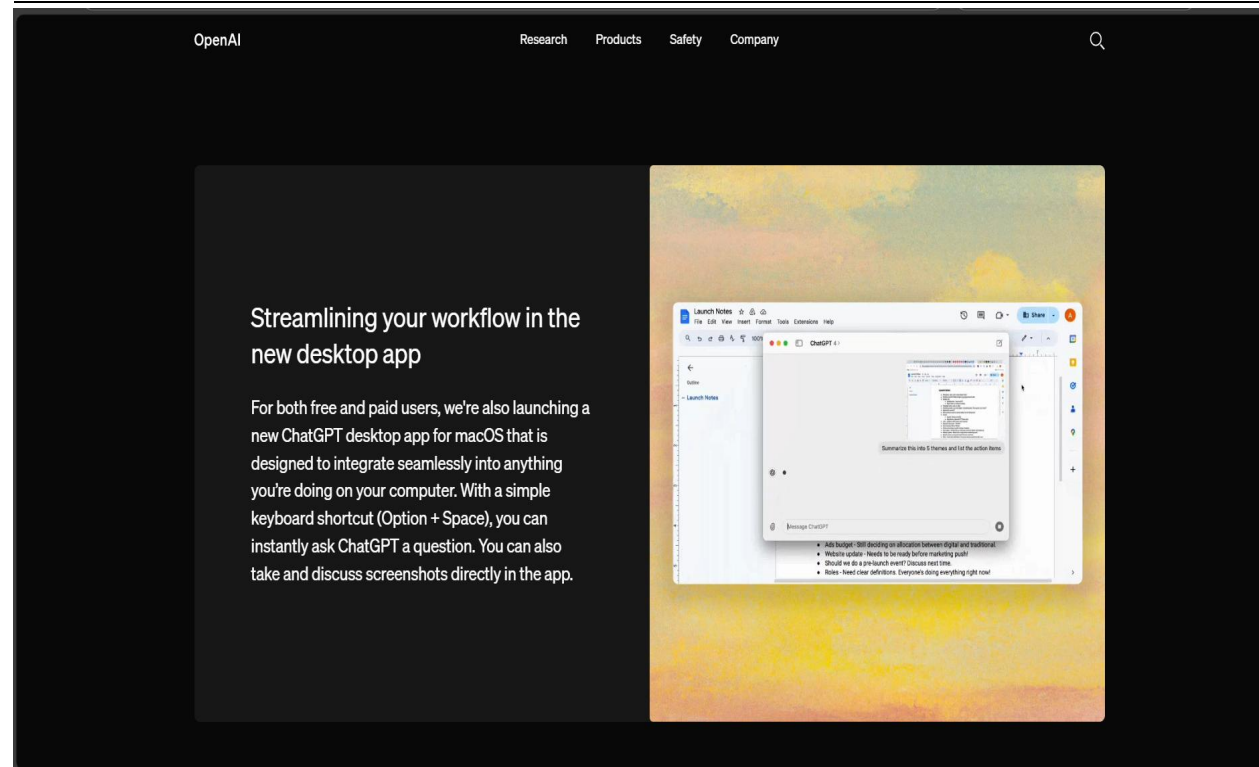 OpenAI
Research Products Safety Company
Streamlining your workflow in the
new desktop app
For both free and paid users, we're also launching a
new ChatGPT desktop app for macOS that is
designed to integrate seamlessly into anything
you're doing on your computer. With a simple
keyboard shortcut (Option + Space), you can
instantly ask ChatGPT a question. You can also
take and discuss screenshots directly in the app.
Launch Notes
File Edit View Insert Format Tools Extensions Help
Share
A
100%
ChatGPT 4
Outline
Launch Notes
Summarize this into 5 themes and list the action items
Message ChatGPT
Ads budget - Still deciding on allocation between digital and traditional.
Website update - Needs to be ready before marketing push!
Should we do a pre-launch event? Discuss next time.
Roles - Need clear definitions. Everyone's doing everything right now!